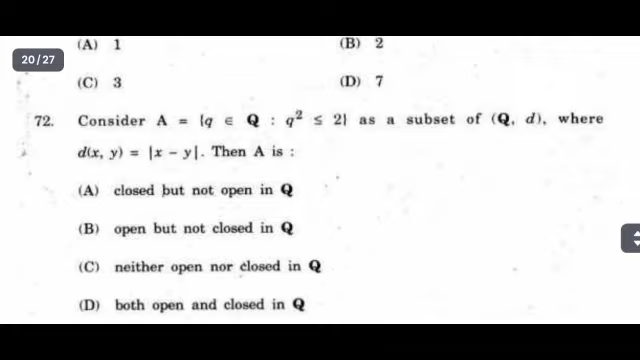 (A) 1 (B) 2
20/27
(C) 3 (D) 7
72. Consider A = {q ∈ Q : q² ≤ 2} as a subset of (Q, d), where
d(x, y) = |x − y|. Then A is :
(A) closed but not open in Q
(B) open but not closed in Q
(C) neither open nor closed in Q
(D) both open and closed in Q